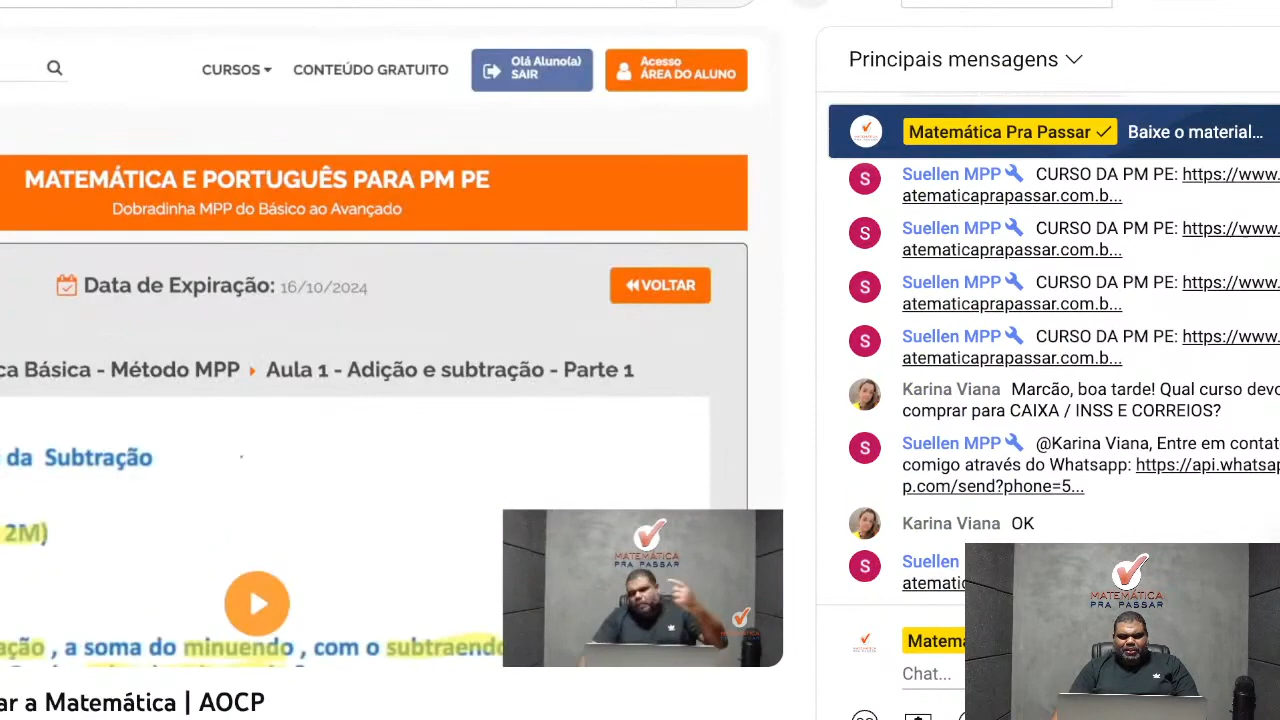 CURSOS
CONTEÚDO GRATUITO
Olá Aluno(a)
SAIR
Acesso
ÁREA DO ALUNO
MATEMÁTICA E PORTUGUÊS PARA PM PE
Dobradinha MPP do Básico ao Avançado
Data de Expiração: 16/10/2024
VOLTAR
ca Básica - Método MPP Aula 1 - Adição e subtração - Parte 1
da Subtração
2M)
ação , a soma do minuendo , com o subtraendo
MATEMÁTICA
PRA PASSAR
ar a Matemática | AOCP
Principais mensagens
Matemática Pra Passar Baixe o material...
S Suellen MPP CURSO DA PM PE: https://www.
atematicaprapassar.com.b...
S Suellen MPP CURSO DA PM PE: https://www.
atematicaprapassar.com.b...
S Suellen MPP CURSO DA PM PE: https://www.
atematicaprapassar.com.b...
S Suellen MPP CURSO DA PM PE: https://www.
atematicaprapassar.com.b...
Karina Viana Marcão, boa tarde! Qual curso devo
comprar para CAIXA / INSS E CORREIOS?
S Suellen MPP @Karina Viana, Entre em contat
comigo através do Whatsapp: https://api.whatsap
p.com/send?phone=5...
Karina Viana OK
S Suellen
atematic
Matema
Chat...
MATEMÁTICA
PRA PASSAR